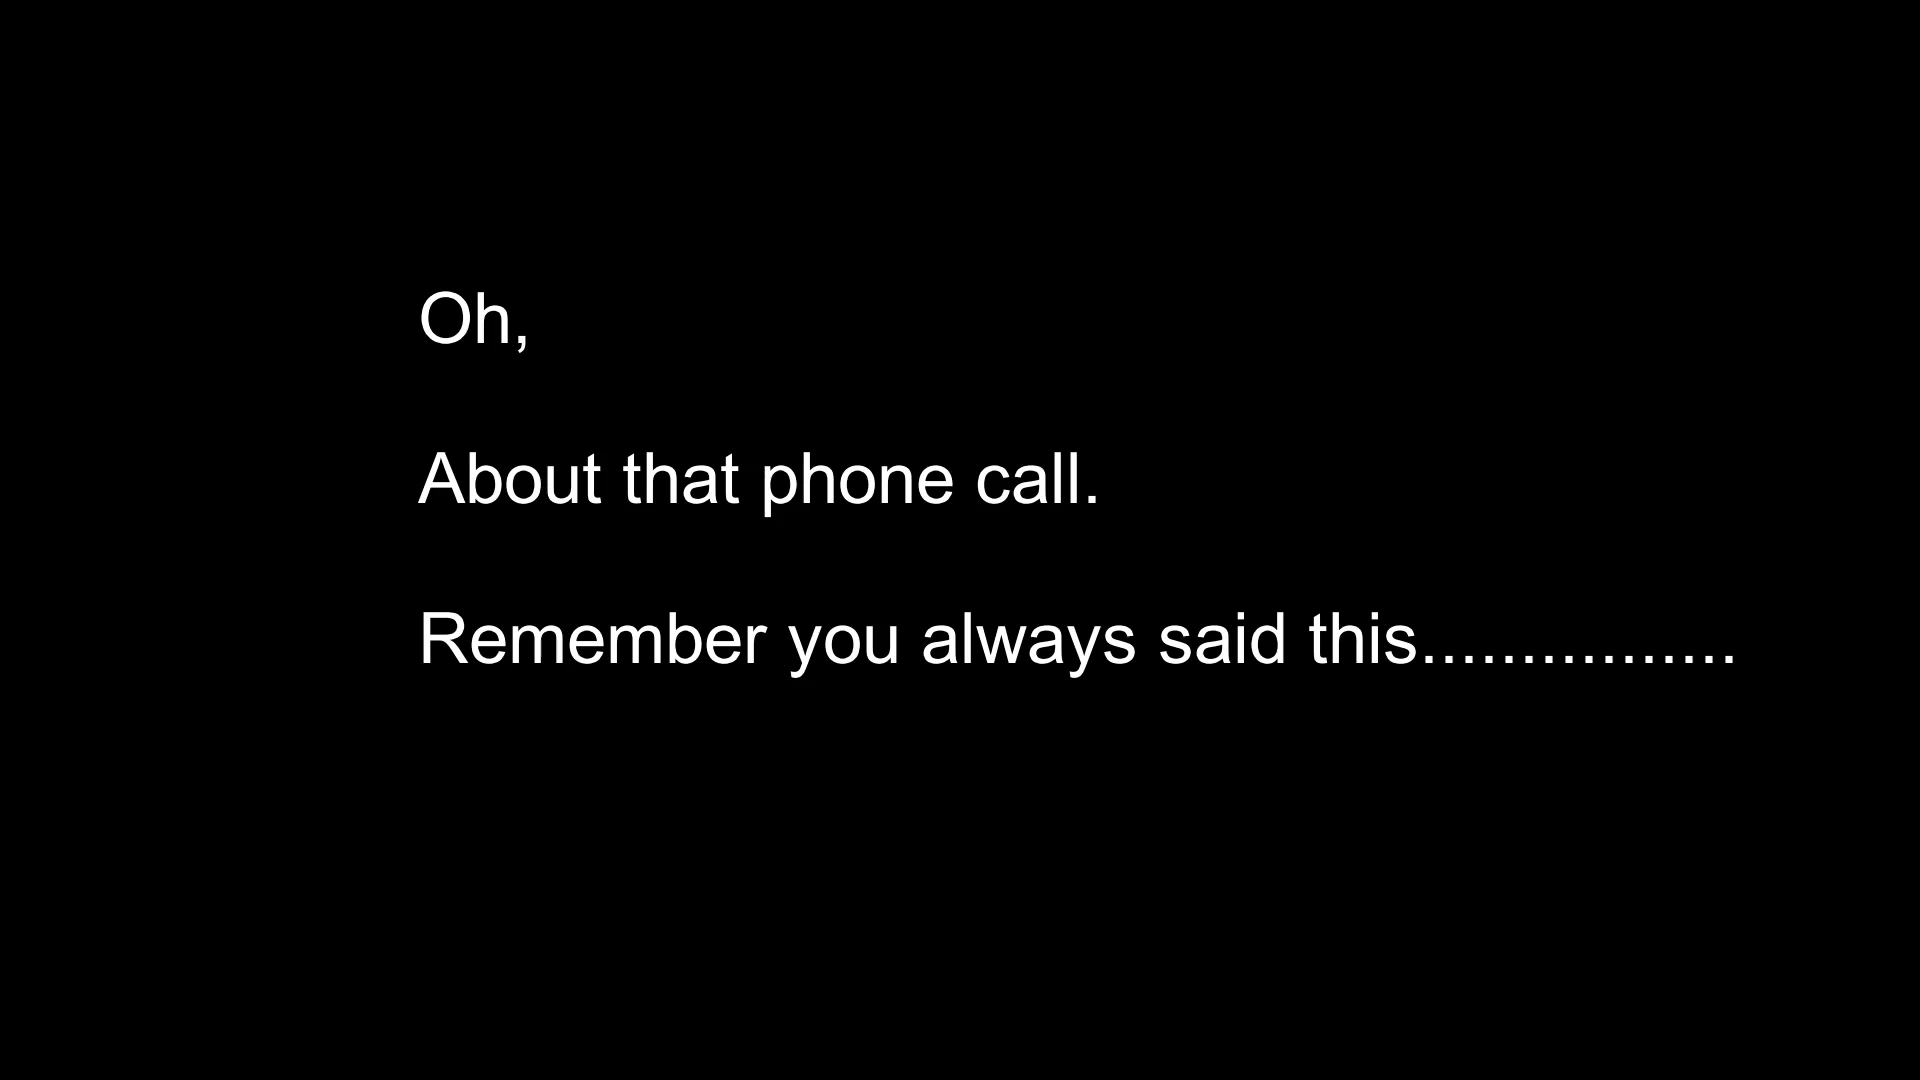 Oh,
About that phone call.
Remember you always said this................